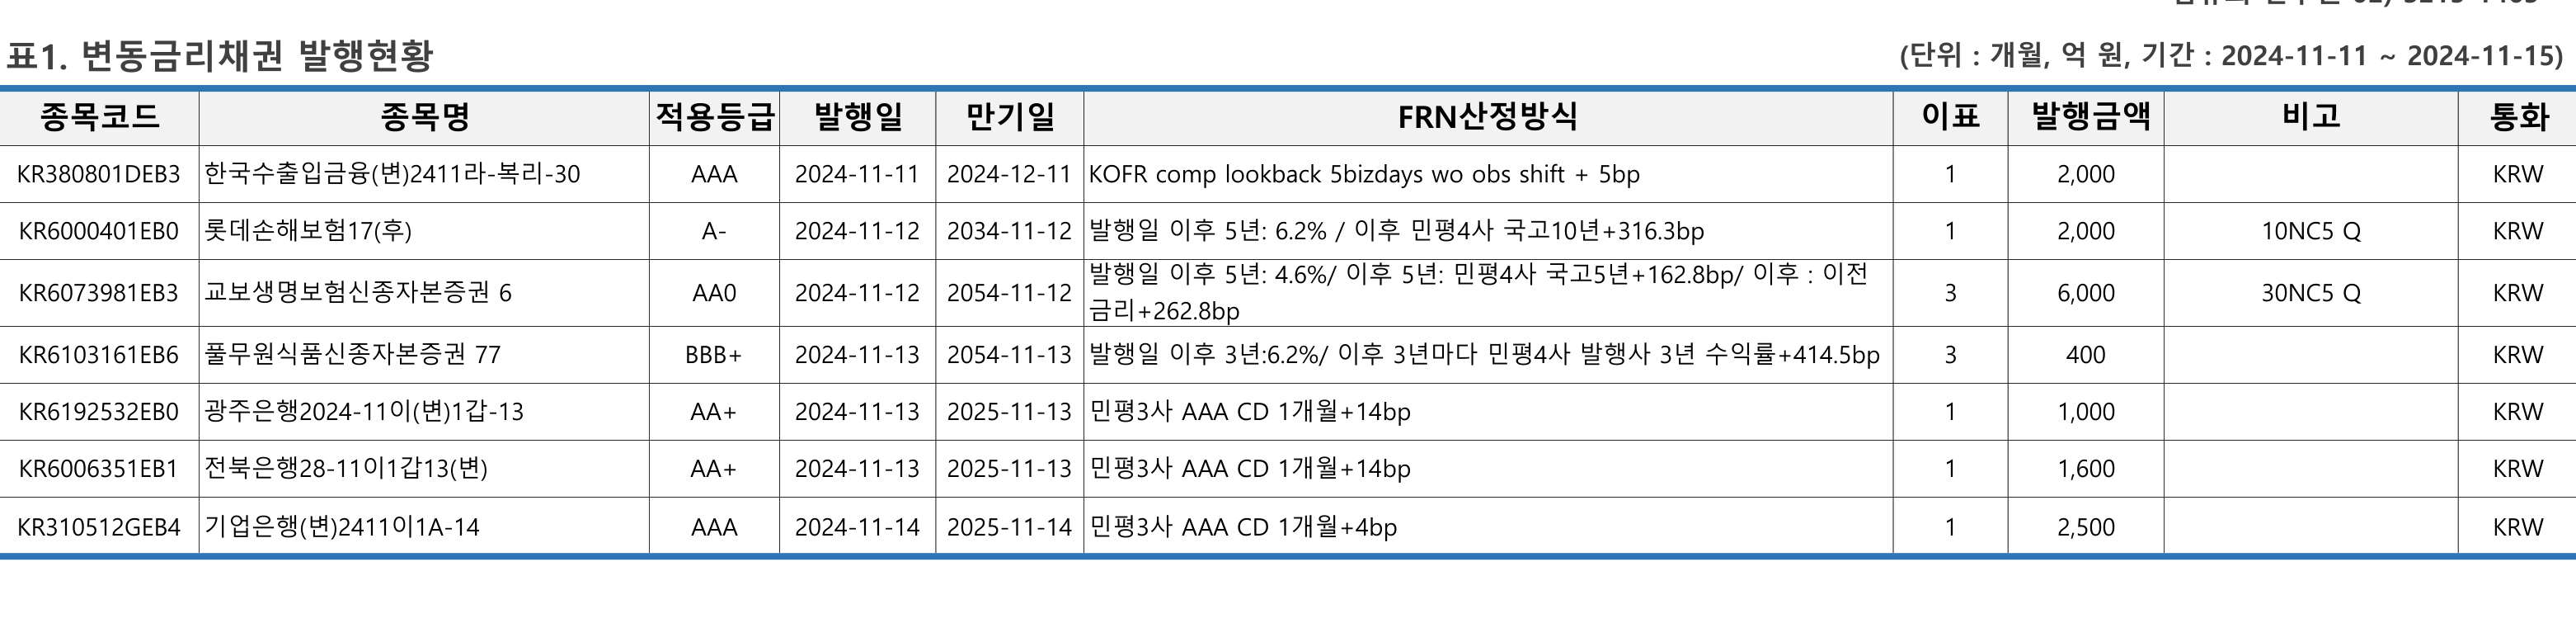 표1. 변동금리채권 발행현황 (단위 : 개월, 억 원, 기간 : 2024-11-11 ~ 2024-11-15)
종목코드 종목명 적용등급 발행일 만기일 FRN산정방식 이표 발행금액 비고 통화
KR380801DEB3 한국수출입금융(변)2411라-복리-30 AAA 2024-11-11 2024-12-11 KOFR comp lookback 5bizdays wo obs shift + 5bp 1 2,000 KRW
KR6000401EB0 롯데손해보험17(후) A- 2024-11-12 2034-11-12 발행일 이후 5년: 6.2% / 이후 민평4사 국고10년+316.3bp 1 2,000 10NC5 Q KRW
KR6073981EB3 교보생명보험신종자본증권 6 AA0 2024-11-12 2054-11-12 발행일 이후 5년: 4.6%/ 이후 5년: 민평4사 국고5년+162.8bp/ 이후 : 이전
금리+262.8bp 3 6,000 30NC5 Q KRW
KR6103161EB6 풀무원식품신종자본증권 77 BBB+ 2024-11-13 2054-11-13 발행일 이후 3년:6.2%/ 이후 3년마다 민평4사 발행사 3년 수익률+414.5bp 3 400 KRW
KR6192532EB0 광주은행2024-11이(변)1갑-13 AA+ 2024-11-13 2025-11-13 민평3사 AAA CD 1개월+14bp 1 1,000 KRW
KR6006351EB1 전북은행28-11이1갑13(변) AA+ 2024-11-13 2025-11-13 민평3사 AAA CD 1개월+14bp 1 1,600 KRW
KR310512GEB4 기업은행(변)2411이1A-14 AAA 2024-11-14 2025-11-14 민평3사 AAA CD 1개월+4bp 1 2,500 KRW